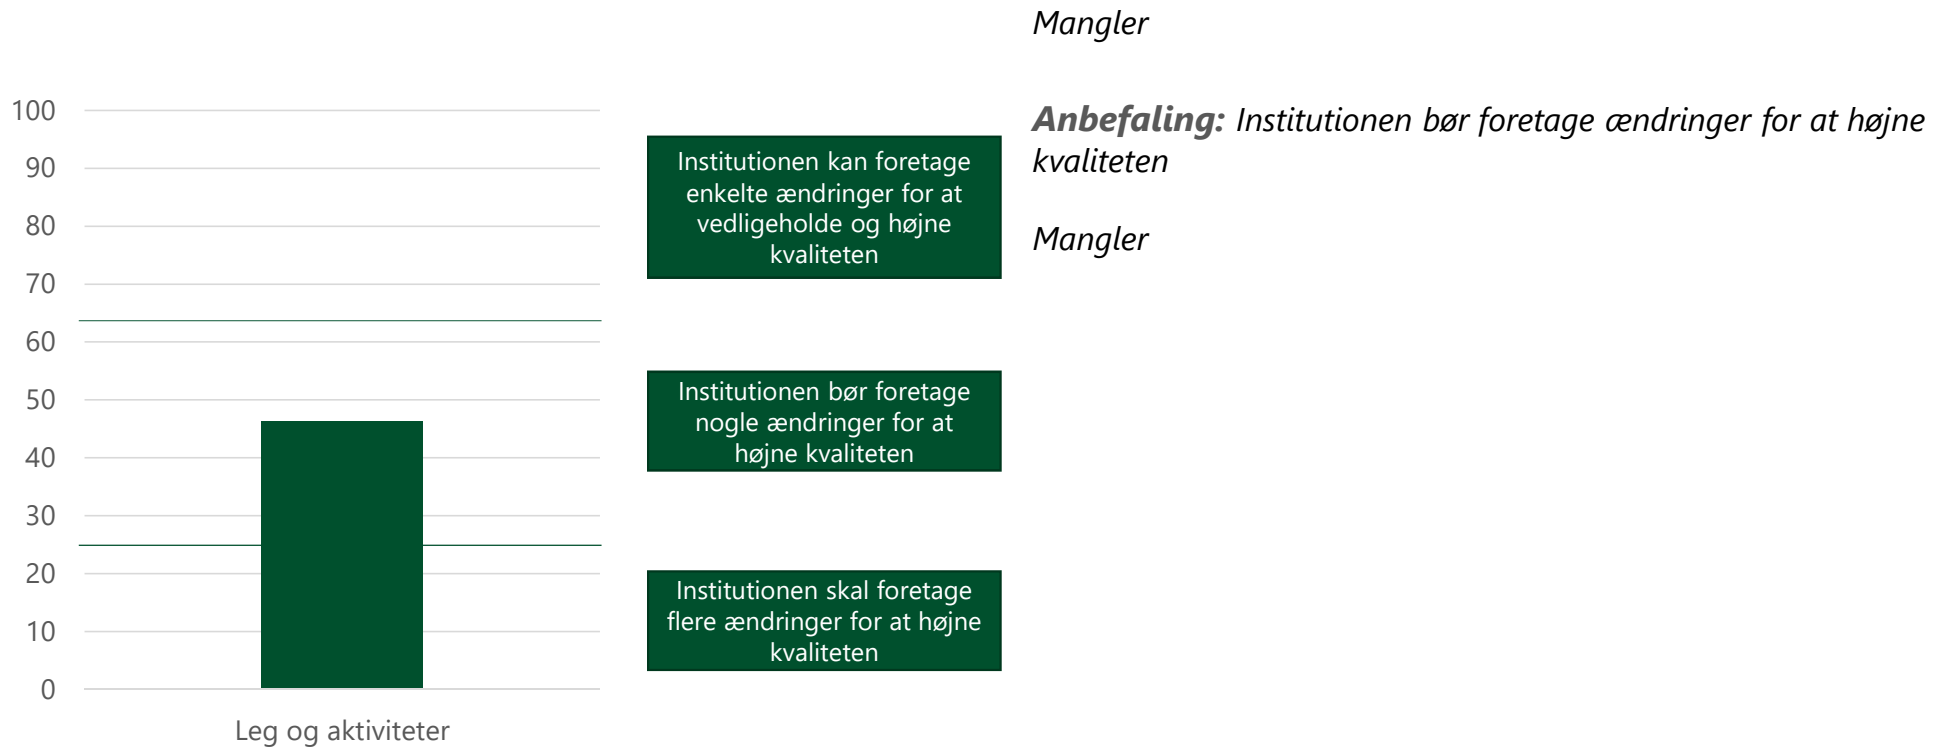 100
90
80
70
60
50
40
30
20
10
0
Leg og aktiviteter
Institutionen kan foretage
enkelte ændringer for at
vedligeholde og højne
kvaliteten
Institutionen bør foretage
nogle ændringer for at
højne kvaliteten
Institutionen skal foretage
flere ændringer for at højne
kvaliteten
Mangler
Anbefaling: Institutionen bør foretage ændringer for at højne
kvaliteten
Mangler